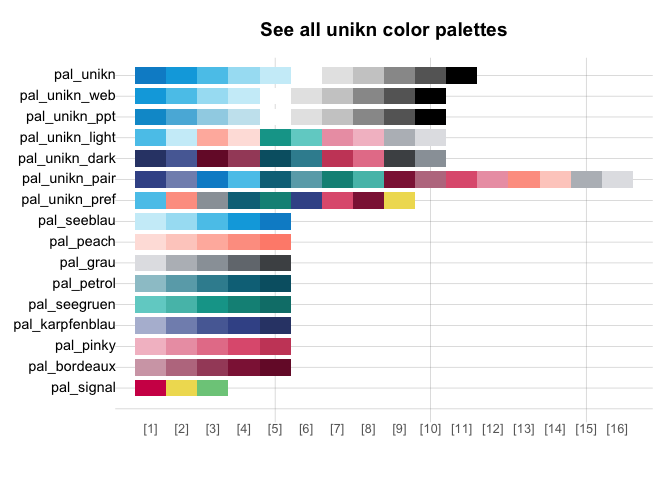 See all unikn color palettes
pal_unikn
pal_unikn_web
pal_unikn_ppt
pal_unikn_light
pal_unikn_dark
pal_unikn_pair
pal_unikn_pref
pal_seeblau
pal_peach
pal_grau
pal_petrol
pal_seegruen
pal_karpfenblau
pal_pinky
pal_bordeaux
pal_signal
[1] [2] [3] [4] [5] [6] [7] [8] [9] [10] [11] [12] [13] [14] [15] [16]